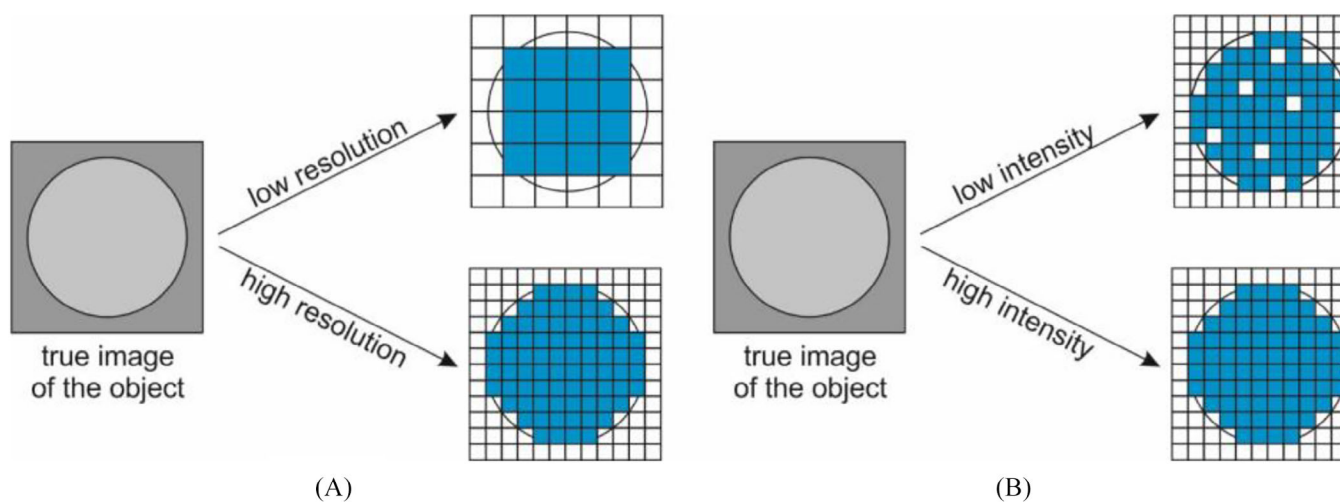 low resolution
high resolution
true image
of the object
(A)
low intensity
high intensity
true image
of the object
(B)